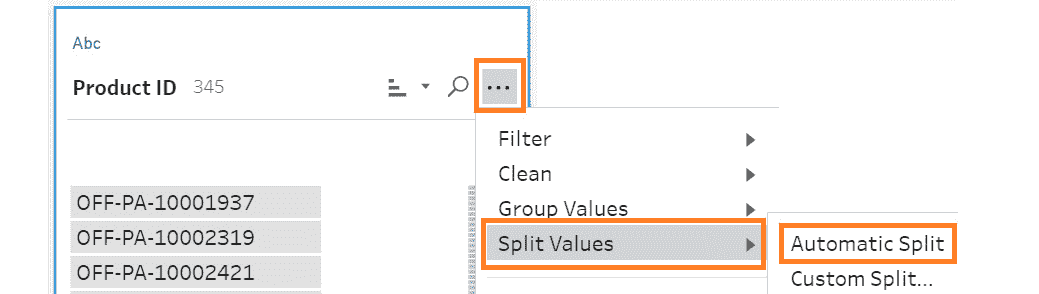 Abc
Product ID 345
...
Filter
Clean
Group Values
Split Values
Automatic Split
Custom Split...
OFF-PA-10001937
OFF-PA-10002319
OFF-PA-10002421